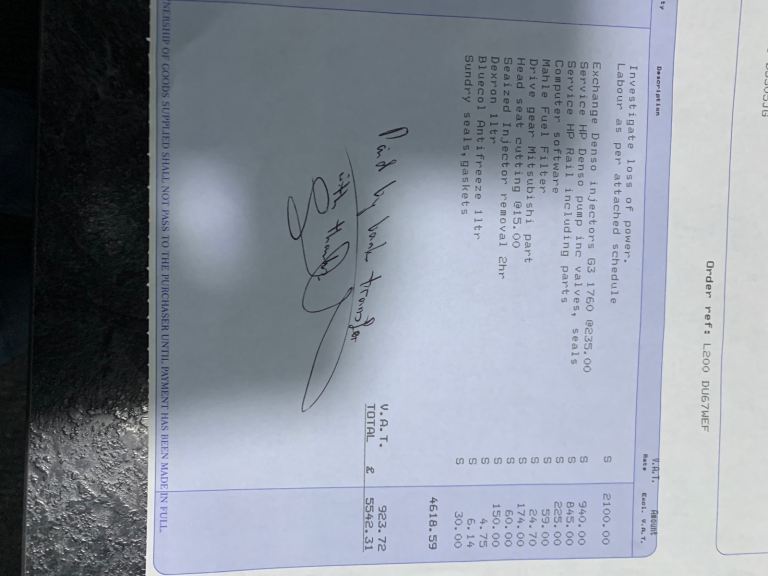 Order ref: L200 DU67WEF
ty Description V.A.T. Rate Amount Excl. V.A.T.
Investigate loss of power.
Labour as per attached schedule S 2100.00
Exchange Denso injectors G3 1760 @235.00 S 940.00
Service HP Denso pump inc valves, seals S 845.00
Service HP Rail including parts S 225.00
Computer software S 59.00
Mahle Fuel Filter S 24.70
Drive gear Mitsubishi part S 174.00
Head seat cutting @15.00 S 60.00
Seaized Injector removal 2hr S 150.00
Dexron 1ltr S 4.75
Bluecol Antifreeze 1ltr S 6.14
Sundry seals,gaskets S 30.00
4618.59
Paid by bank transfer
with thanks
V.A.T. 923.72
TOTAL £ 5542.31
NERSHIP OF GOODS SUPPLIED SHALL NOT PASS TO THE PURCHASER UNTIL PAYMENT HAS BEEN MADE IN FULL.